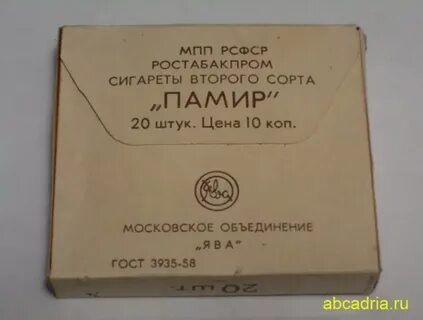 МПП РСФСР
РОСТАБАКПРОМ
СИГАРЕТЫ ВТОРОГО СОРТА
„ПАМИР"
20 штук. Цена 10 коп.
Ява
МОСКОВСКОЕ ОБЪЕДИНЕНИЕ
„ЯВА"
ГОСТ 3935-58
20 шт.
abcadria.ru